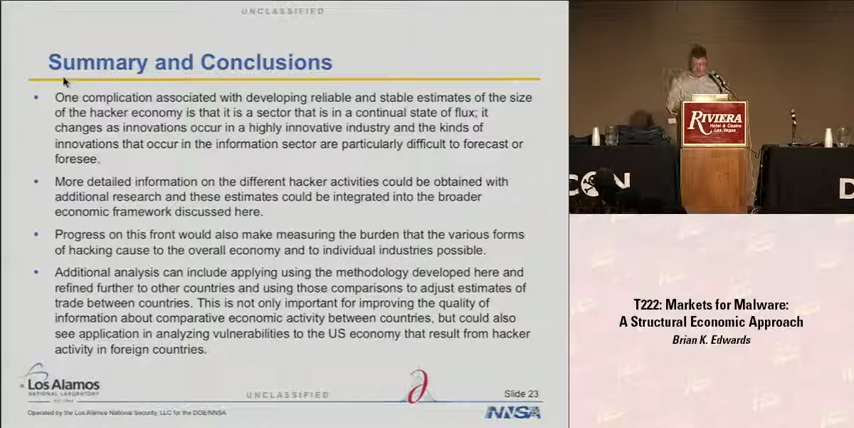 UNCLASSIFIED
Summary and Conclusions
• One complication associated with developing reliable and stable estimates of the size
of the hacker economy is that it is a sector that is in a continual state of flux; it
changes as innovations occur in a highly innovative industry and the kinds of
innovations that occur in the information sector are particularly difficult to forecast or
foresee.
• More detailed information on the different hacker activities could be obtained with
additional research and these estimates could be integrated into the broader
economic framework discussed here.
• Progress on this front would also make measuring the burden that the various forms
of hacking cause to the overall economy and to individual industries possible.
• Additional analysis can include applying using the methodology developed here and
refined further to other countries and using those comparisons to adjust estimates of
trade between countries. This is not only important for improving the quality of
information about comparative economic activity between countries, but could also
see application in analyzing vulnerabilities to the US economy that result from hacker
activity in foreign countries.
Los Alamos
NATIONAL LABORATORY
UNCLASSIFIED
Slide 23
Operated by the Los Alamos National Security, LLC for the DOE/NNSA
NNSA
RIVIERA
Hotel & Casino
Las Vegas
CON
D
T222: Markets for Malware:
A Structural Economic Approach
Brian K. Edwards